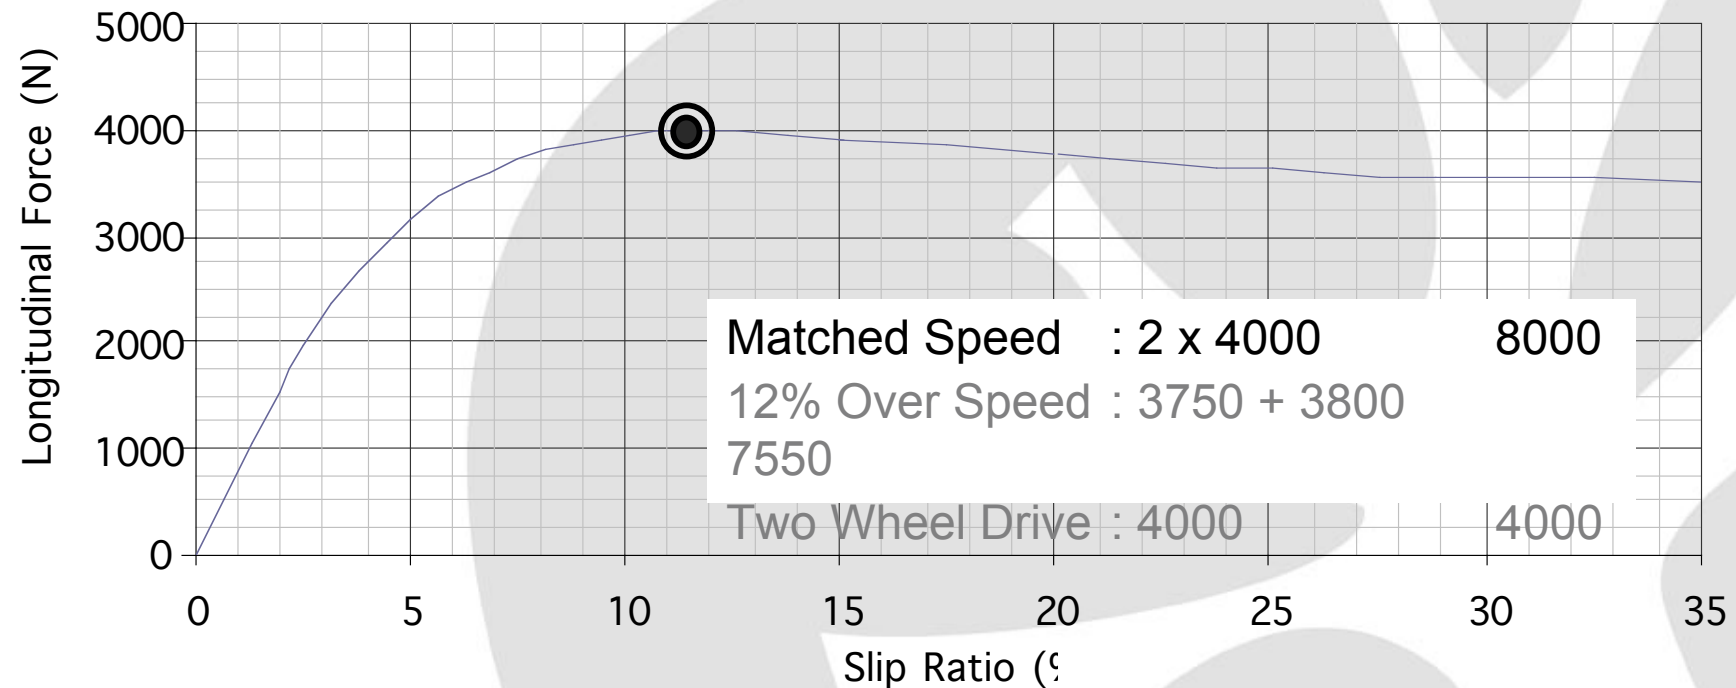 5000
4000
3000
2000
1000
0
Longitudinal Force (N)
Matched Speed : 2 x 4000 8000
12% Over Speed : 3750 + 3800
7550
Two Wheel Drive : 4000 4000
0 5 10 15 20 25 30 35
Slip Ratio (